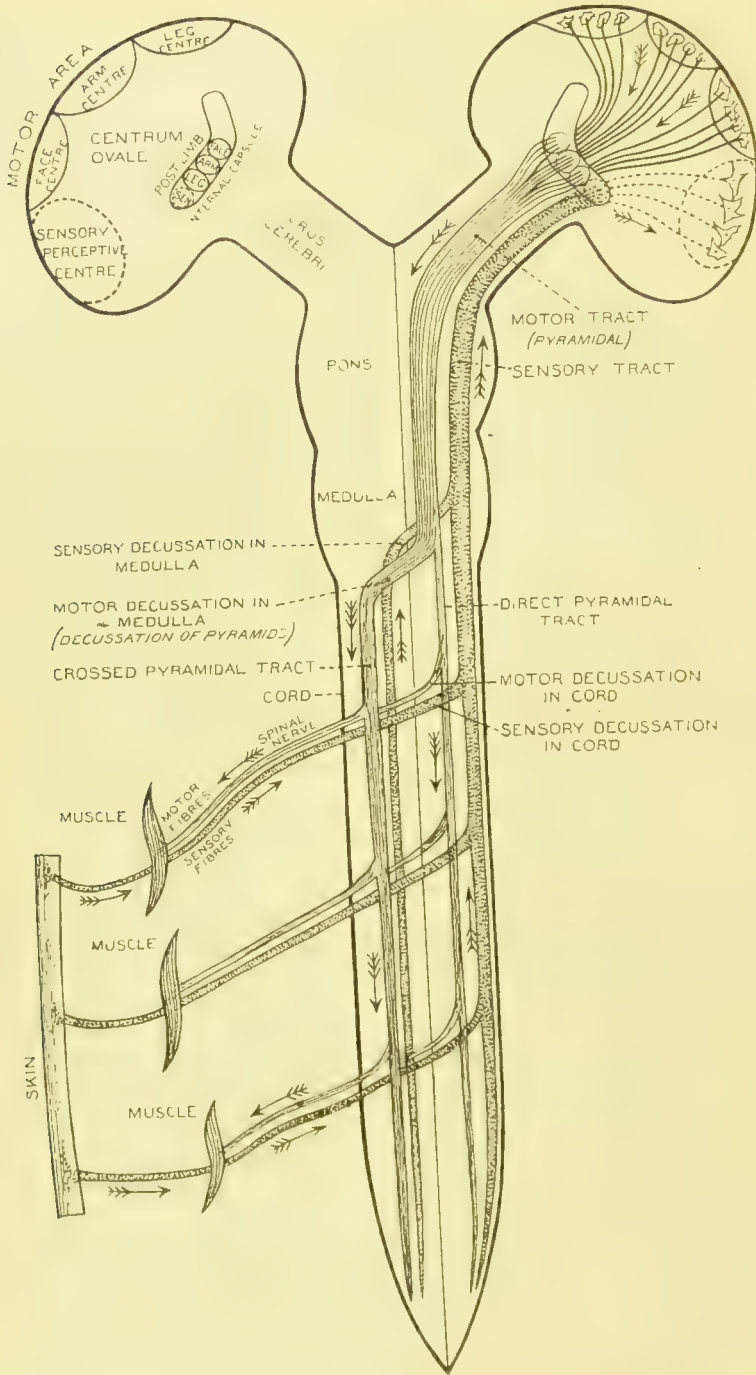 LEG
CENTRE
MOTOR AREA
ARM
CENTRE
FACE
CENTRE
CENTRUM
OVALE
POST LIMB
INTERNAL CAPSULE
ARM
LEG
SENSORY
PERCEPTIVE
CENTRE
CEREBRI
MOTOR TRACT
(PYRAMIDAL)
PONS
SENSORY TRACT
MEDULLA
SENSORY DECUSSATION IN
MEDULLA
MOTOR DECUSSATION IN
MEDULLA
(DECUSSATION OF PYRAMIDS)
DIRECT PYRAMIDAL
TRACT
CROSSED PYRAMIDAL TRACT
CORD
MOTOR DECUSSATION
IN CORD
SENSORY DECUSSATION
IN CORD
SPINAL
NERVE
MOTOR
FIBRES
SENSORY
FIBRES
MUSCLE
MUSCLE
SKIN
MUSCLE